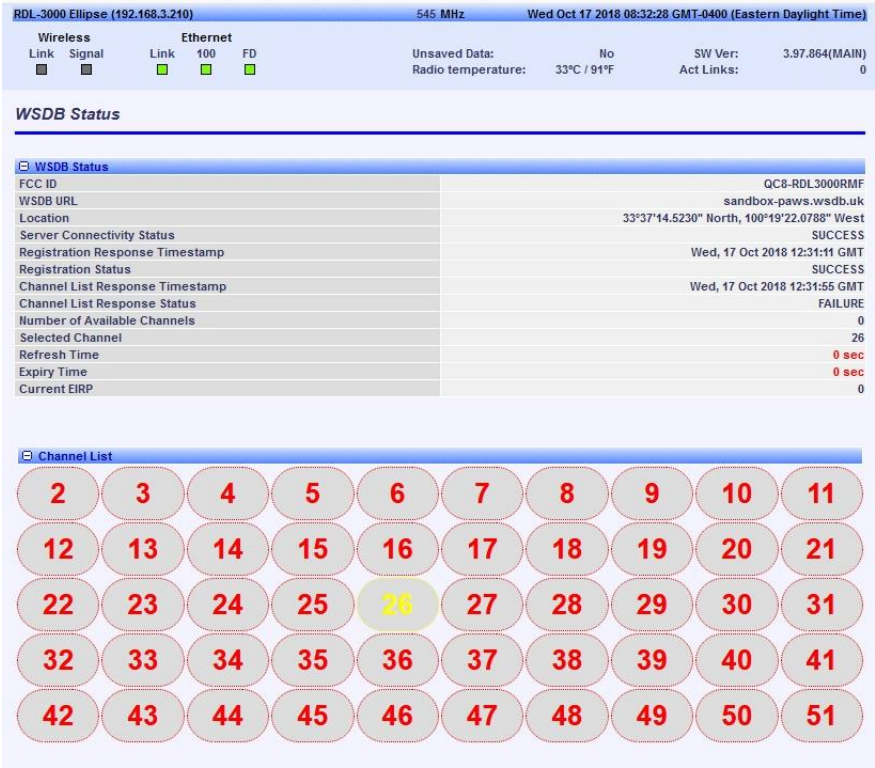 RDL-3000 Ellipse (192.168.3.210) 545 MHz Wed Oct 17 2018 08:32:28 GMT-0400 (Eastern Daylight Time)
Wireless Ethernet
Link Signal Link 100 FD Unsaved Data: No SW Ver: 3.97.864(MAIN)
Radio temperature: 33ºC / 91ºF Act Links: 0
WSDB Status
WSDB Status
FCC ID QC8-RDL3000RMF
WSDB URL sandbox-paws.wsdb.uk
Location 33º37'14.5230" North, 100º19'22.0788" West
Server Connectivity Status SUCCESS
Registration Response Timestamp Wed, 17 Oct 2018 12:31:11 GMT
Registration Status SUCCESS
Channel List Response Timestamp Wed, 17 Oct 2018 12:31:55 GMT
Channel List Response Status FAILURE
Number of Available Channels 0
Selected Channel 26
Refresh Time 0 sec
Expiry Time 0 sec
Current EIRP 0
Channel List
2 3 4 5 6 7 8 9 10 11
12 13 14 15 16 17 18 19 20 21
22 23 24 25 26 27 28 29 30 31
32 33 34 35 36 37 38 39 40 41
42 43 44 45 46 47 48 49 50 51